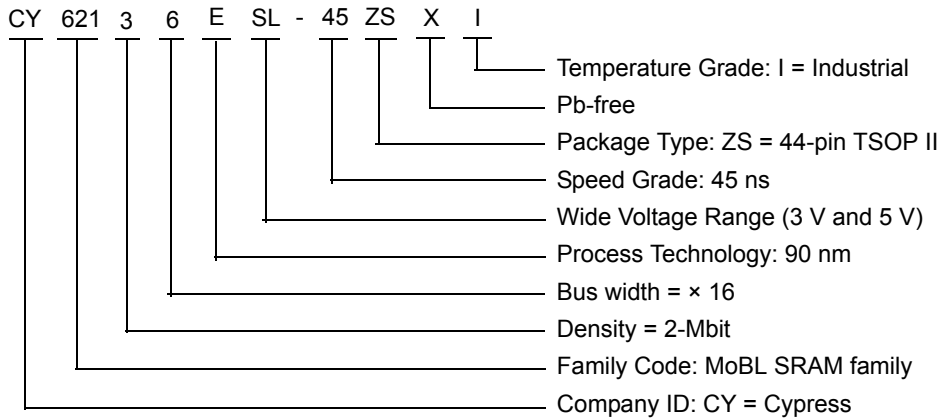 CY 621 3 6 E SL - 45 ZS X I
Temperature Grade: I = Industrial
Pb-free
Package Type: ZS = 44-pin TSOP II
Speed Grade: 45 ns
Wide Voltage Range (3 V and 5 V)
Process Technology: 90 nm
Bus width = × 16
Density = 2-Mbit
Family Code: MoBL SRAM family
Company ID: CY = Cypress